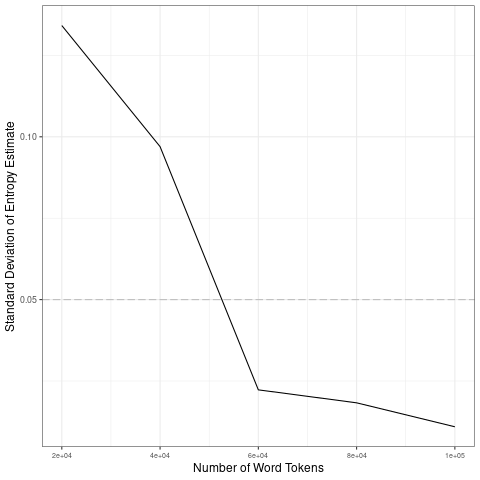 Standard Deviation of Entropy Estimate
0.10
0.05
2e+04 4e+04 6e+04 8e+04 1e+05
Number of Word Tokens